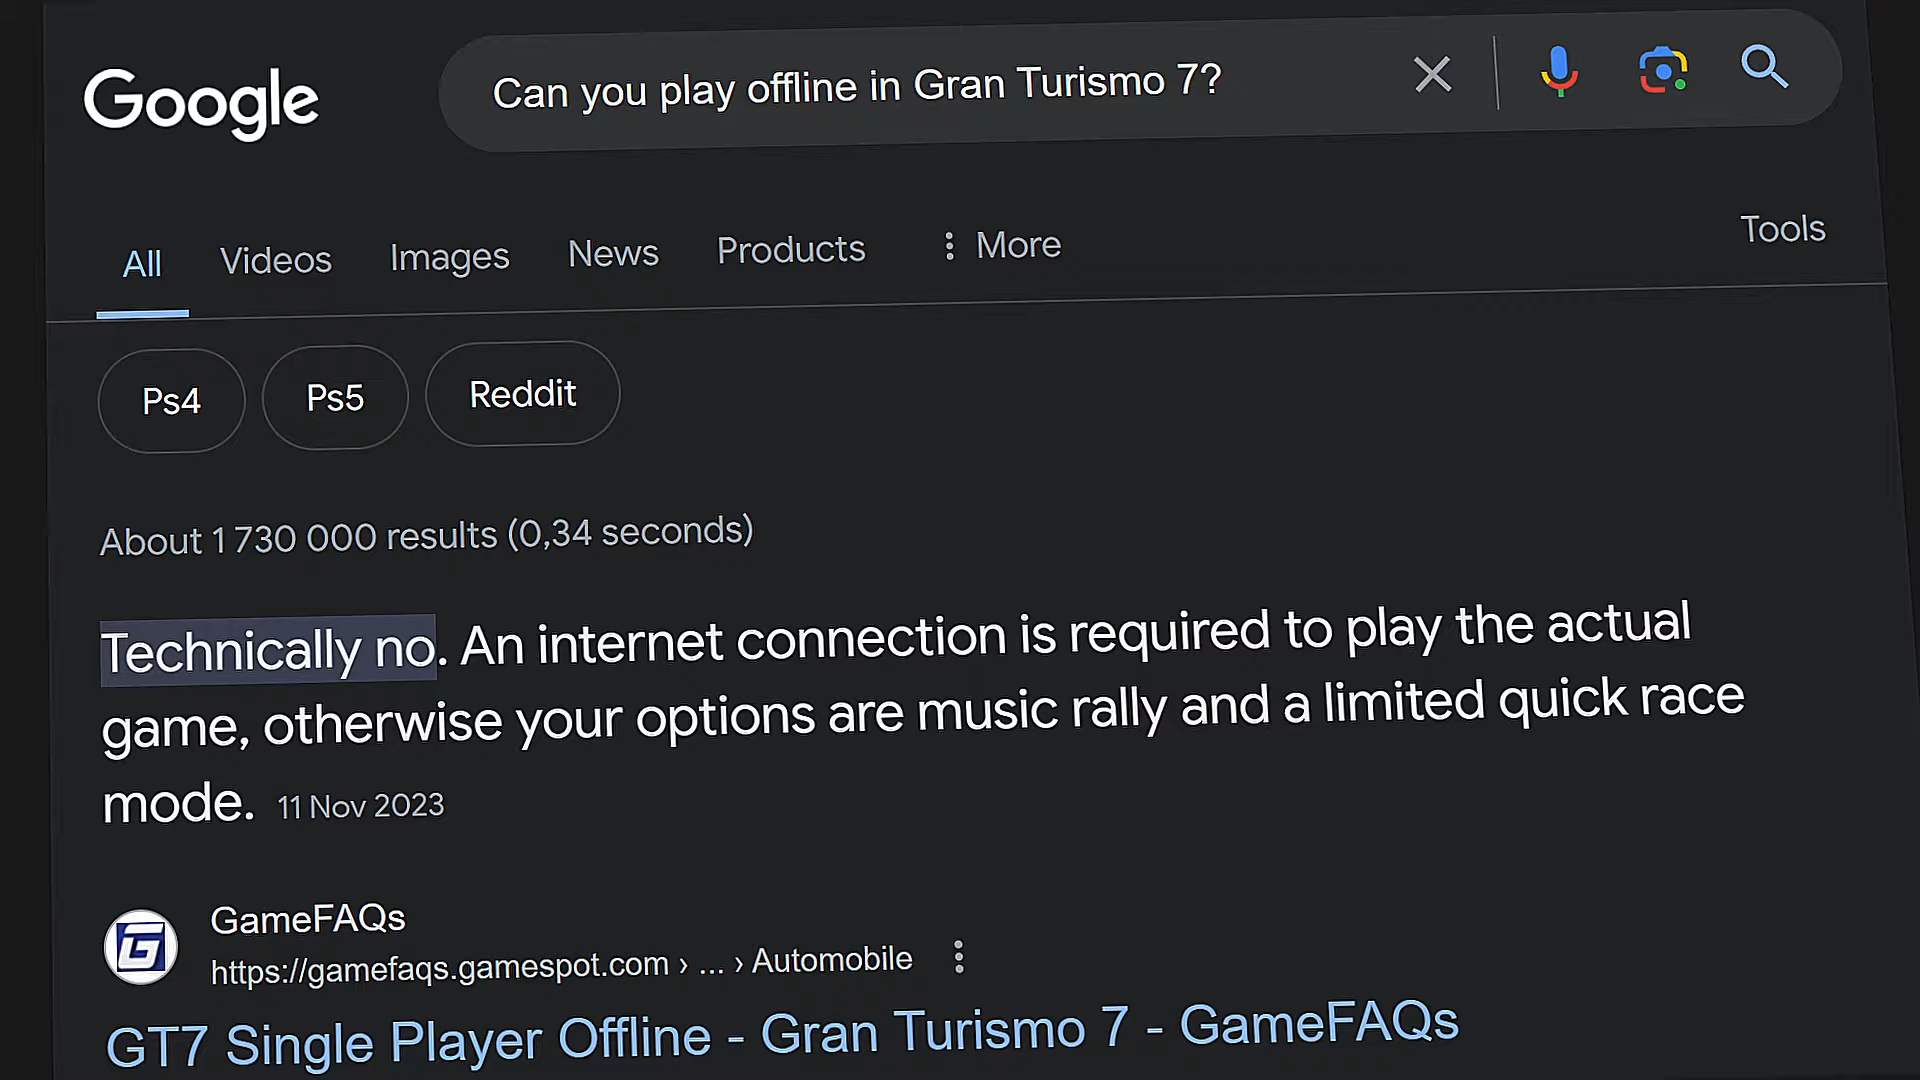 Google
Can you play offline in Gran Turismo 7?
All Videos Images News Products More Tools
Ps4 Ps5 Reddit
About 1 730 000 results (0,34 seconds)
Technically no. An internet connection is required to play the actual
game, otherwise your options are music rally and a limited quick race
mode. 11 Nov 2023
GameFAQs
https://gamefaqs.gamespot.com › ... › Automobile
GT7 Single Player Offline - Gran Turismo 7 - GameFAQs